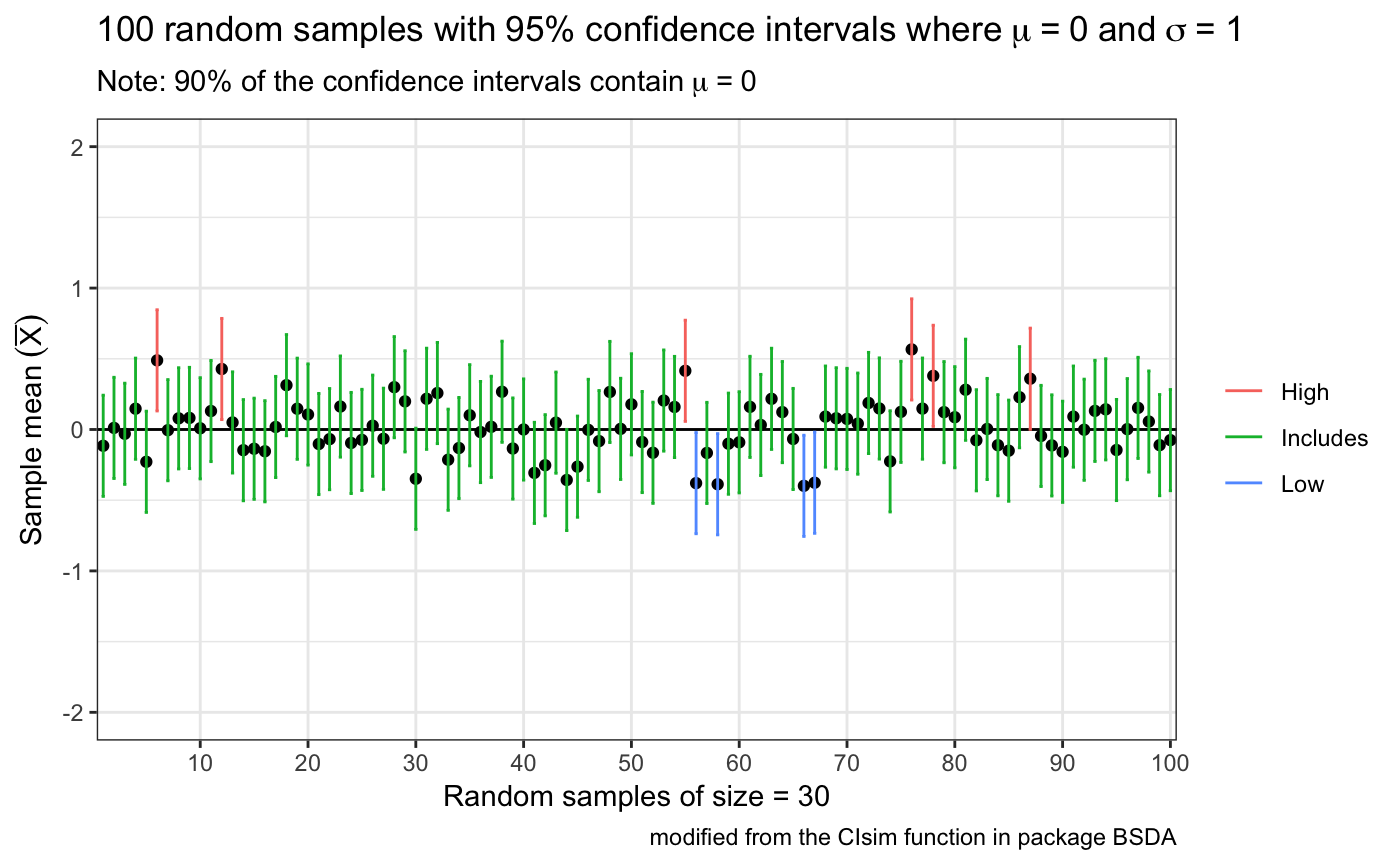 100 random samples with 95% confidence intervals where μ = 0 and σ = 1
Note: 90% of the confidence intervals contain μ = 0
2
1
0
-1
-2
Sample mean (X̅)
10 20 30 40 50 60 70 80 90 100
Random samples of size = 30
High
Includes
Low
modified from the CIsim function in package BSDA